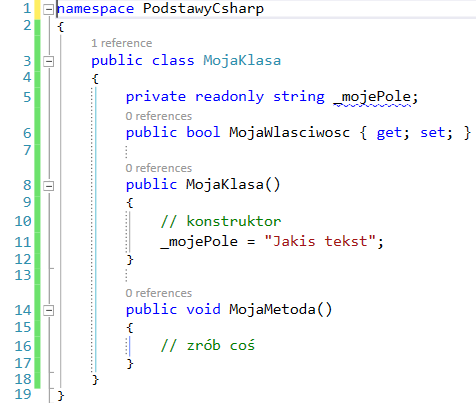 1 namespace PodstawyCsharp
2 {
1 reference
3 public class MojaKlasa
4 {
5 private readonly string _mojePole;
0 references
6 public bool MojaWlasciwosc { get; set; }
7
0 references
8 public MojaKlasa()
9 {
10 // konstruktor
11 _mojePole = "Jakis tekst";
12 }
13
0 references
14 public void MojaMetoda()
15 {
16 // zrób coś
17 }
18 }
19 }